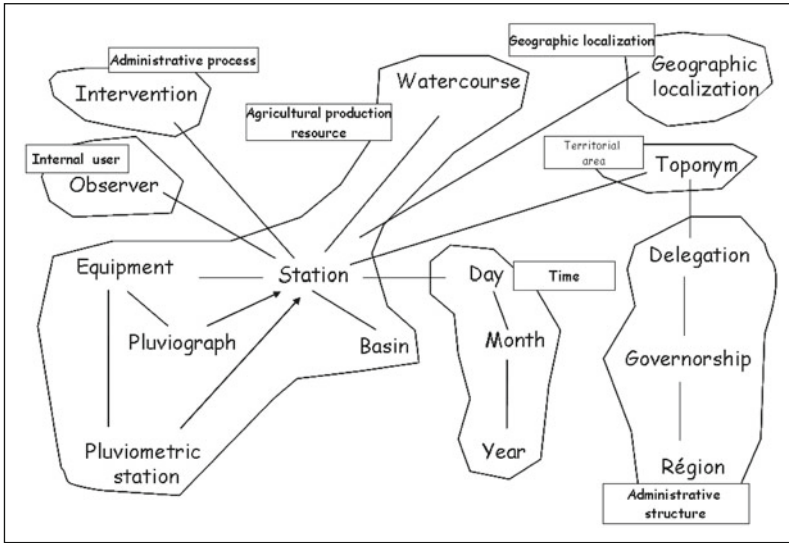 Administrative process
Intervention
Geographic localization
Geographic
localization
Watercourse
Agricultural production
resource
Internal user
Observer
Territorial
area
Toponym
Equipment
Station
Day
Time
Delegation
Pluviograph
Basin
Month
Governorship
Pluviometric
station
Year
Région
Administrative
structure